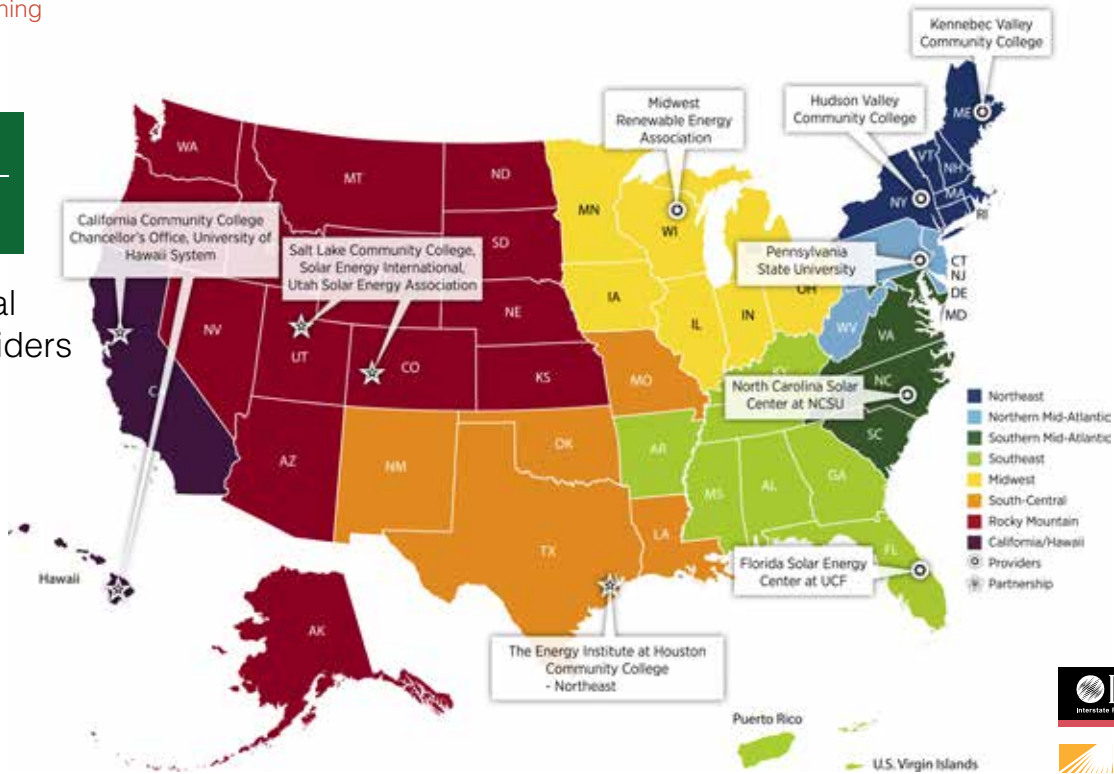 Kennebec Valley
Community College
Midwest
Renewable Energy
Association
Hudson Valley
Community College
California Community College
Chancellor's Office, University of
Hawaii System
Salt Lake Community College,
Solar Energy International,
Utah Solar Energy Association
Pennsylvania
State University
North Carolina Solar
Center at NCSU
Florida Solar Energy
Center at UCF
The Energy Institute at Houston
Community College
- Northeast
WA
MT
ND
MN
SD
WI
ME
VT
NH
NY
MA
RI
CT
NJ
DE
MD
NV
UT
CO
NE
KS
IA
IL
IN
OH
WV
VA
NC
SC
MO
AZ
NM
OK
AR
TX
LA
MS
AL
GA
FL
AK
Hawaii
Puerto Rico
U.S. Virgin Islands
Northeast
Northern Mid-Atlantic
Southern Mid-Atlantic
Southeast
Midwest
South-Central
Rocky Mountain
California/Hawaii
Providers
Partnership
Interstate